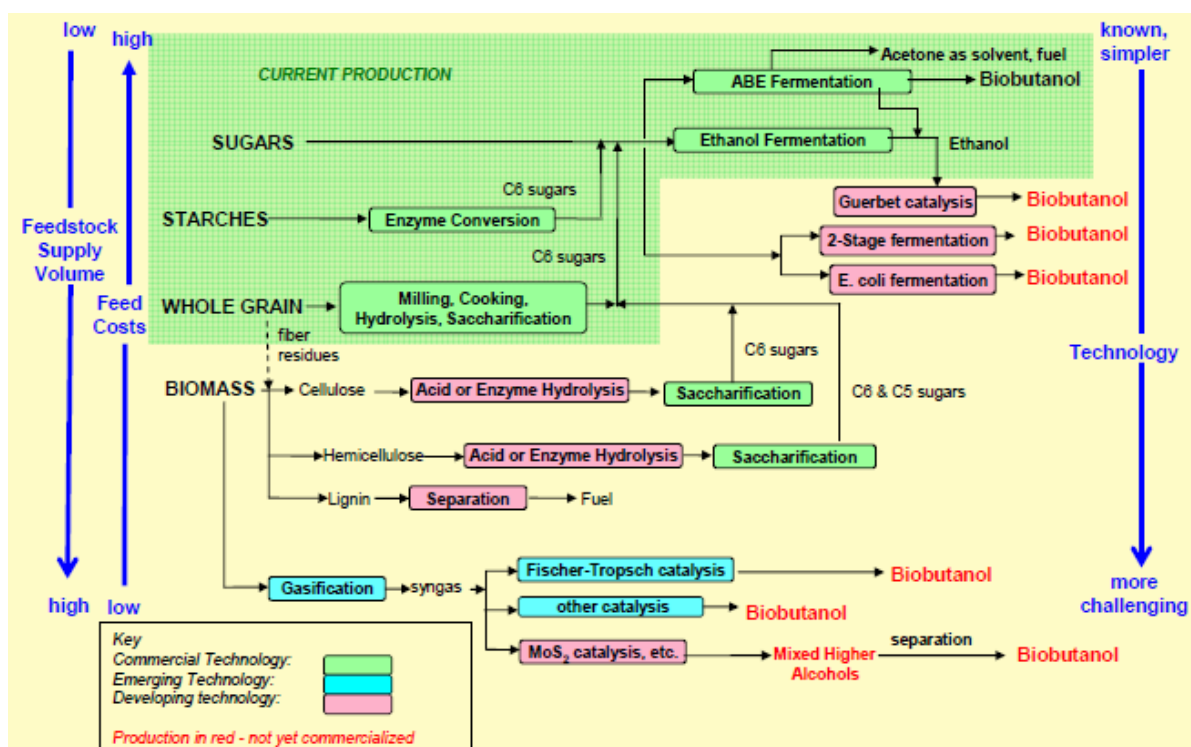 low
high
known,
simpler
CURRENT PRODUCTION
Acetone as solvent, fuel
ABE Fermentation
Biobutanol
SUGARS
Ethanol Fermentation
Ethanol
C6 sugars
Guerbet catalysis
Biobutanol
STARCHES
Enzyme Conversion
Feedstock
Supply
Volume
2-Stage fermentation
Biobutanol
C6 sugars
E. coli fermentation
Biobutanol
Feed
Costs
WHOLE GRAIN
Milling, Cooking,
Hydrolysis, Saccharification
fiber
residues
C6 sugars
Technology
BIOMASS
Cellulose
Acid or Enzyme Hydrolysis
Saccharification
C6 & C5 sugars
Hemicellulose
Acid or Enzyme Hydrolysis
Saccharification
Lignin
Separation
Fuel
Gasification
syngas
Fischer-Tropsch catalysis
Biobutanol
high
low
other catalysis
Biobutanol
more
challenging
MoS₂ catalysis, etc.
Mixed Higher
Alcohols
separation
Biobutanol
Key
Commercial Technology:
Emerging Technology:
Developing technology:
Production in red - not yet commercialized